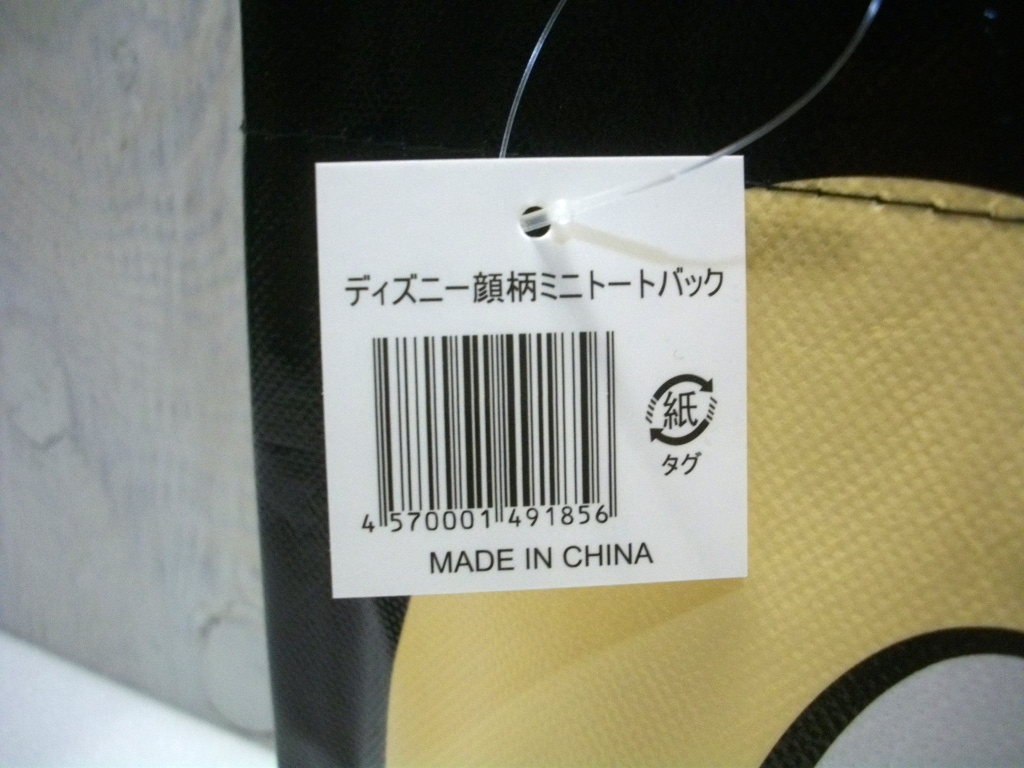 ディズニー顔柄ミニトートバック
紙
タグ
4 570001 491856
MADE IN CHINA